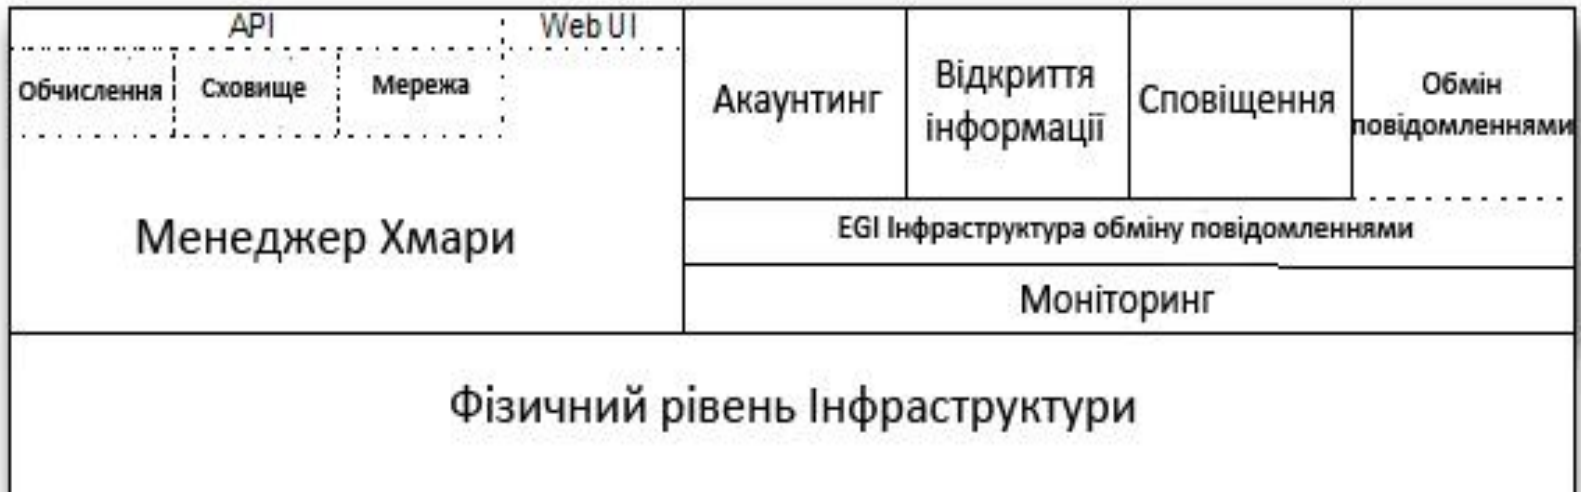 API
Web UI
Обчислення
Сховище
Мережа
Менеджер Хмари
Акаунтинг
Відкриття
інформації
Сповіщення
Обмін
повідомленнями
EGI Інфраструктура обміну повідомленнями
Моніторинг
Фізичний рівень Інфраструктури